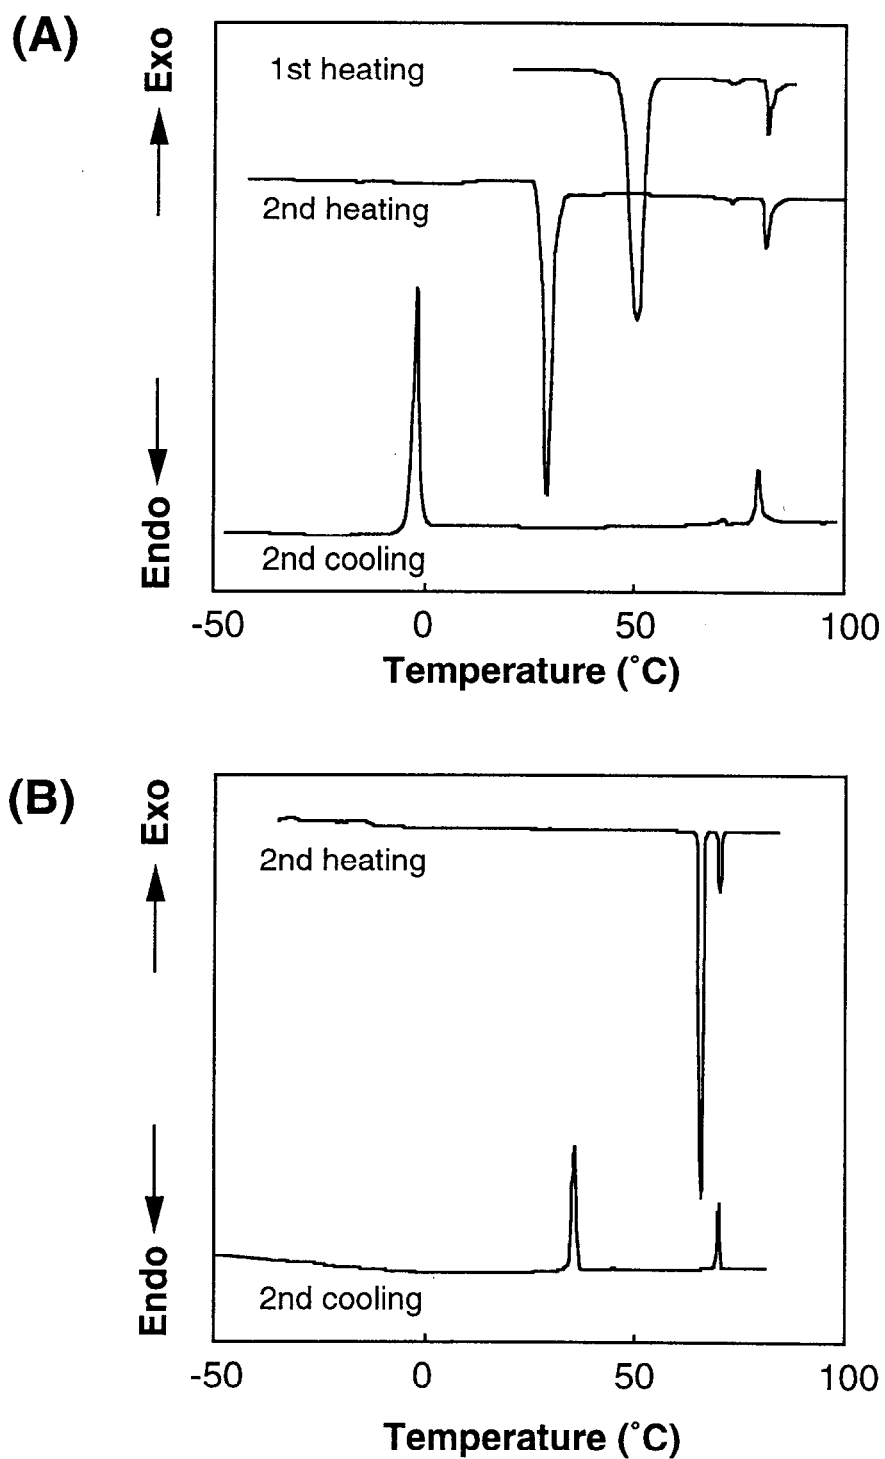 (A)
Exo
Endo
1st heating
2nd heating
2nd cooling
-50 0 50 100
Temperature (˚C)
(B)
Exo
Endo
2nd heating
2nd cooling
-50 0 50 100
Temperature (˚C)